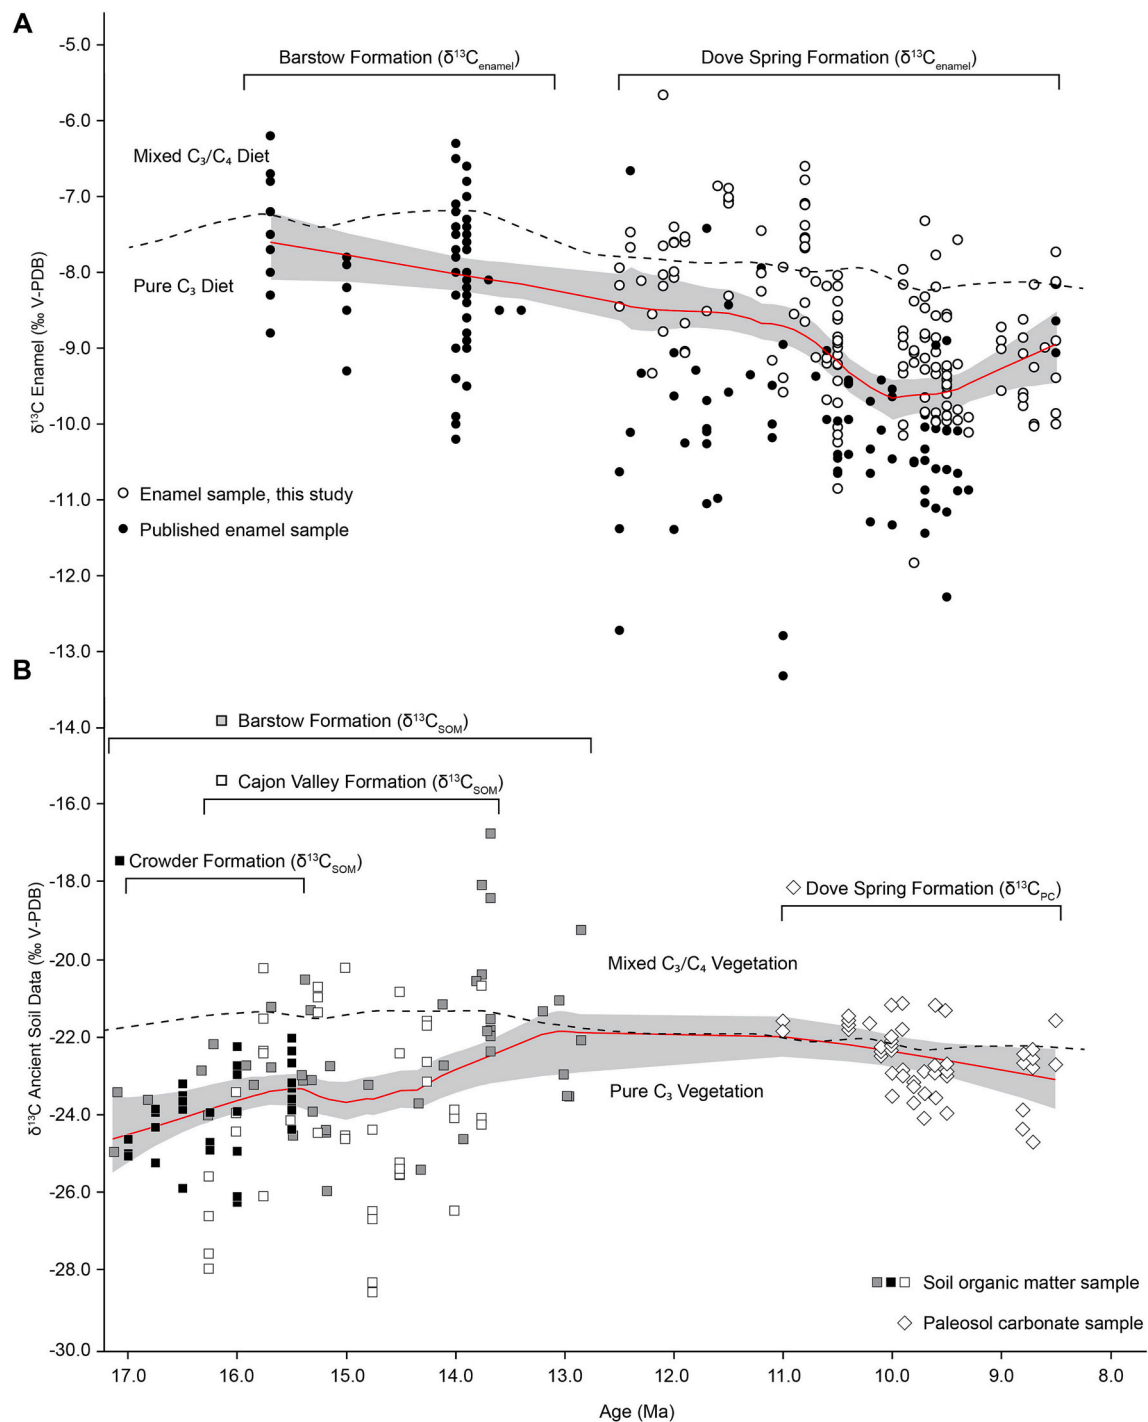 A
-5.0
Barstow Formation (δ¹³Cₑₙₐₘₑₗ)
Dove Spring Formation (δ¹³Cₑₙₐₘₑₗ)
-6.0
Mixed C₃/C₄ Diet
-7.0
-8.0
Pure C₃ Diet
δ¹³C Enamel (‰ V-PDB)
-9.0
-10.0
Enamel sample, this study
-11.0
Published enamel sample
-12.0
-13.0
B
-14.0
Barstow Formation (δ¹³C_SOM)
Cajon Valley Formation (δ¹³C_SOM)
-16.0
Crowder Formation (δ¹³C_SOM)
-18.0
Dove Spring Formation (δ¹³C_PC)
δ¹³C Ancient Soil Data (‰ V-PDB)
-20.0
Mixed C₃/C₄ Vegetation
-22.0
Pure C₃ Vegetation
-24.0
-26.0
-28.0
Soil organic matter sample
Paleosol carbonate sample
-30.0
17.0 16.0 15.0 14.0 13.0 12.0 11.0 10.0 9.0 8.0
Age (Ma)